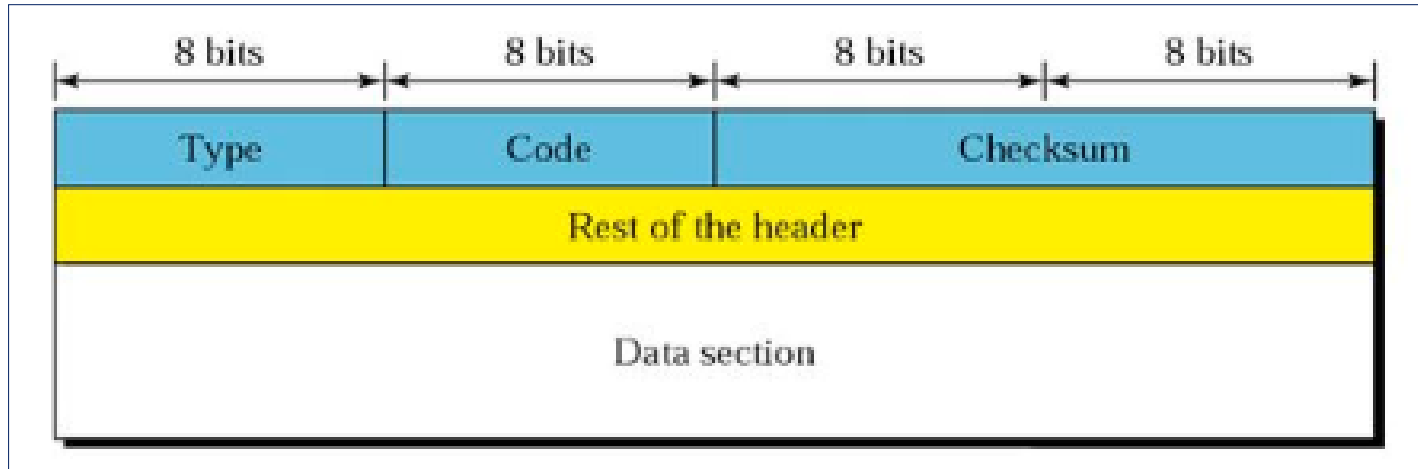 8 bits 8 bits 8 bits 8 bits
Type Code Checksum
Rest of the header
Data section